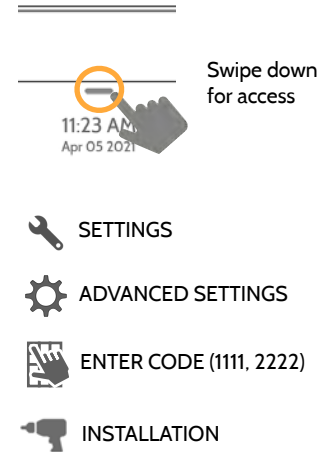 Swipe down
for access
11:23 AM
Apr 05 2021
SETTINGS
ADVANCED SETTINGS
ENTER CODE (1111, 2222)
INSTALLATION